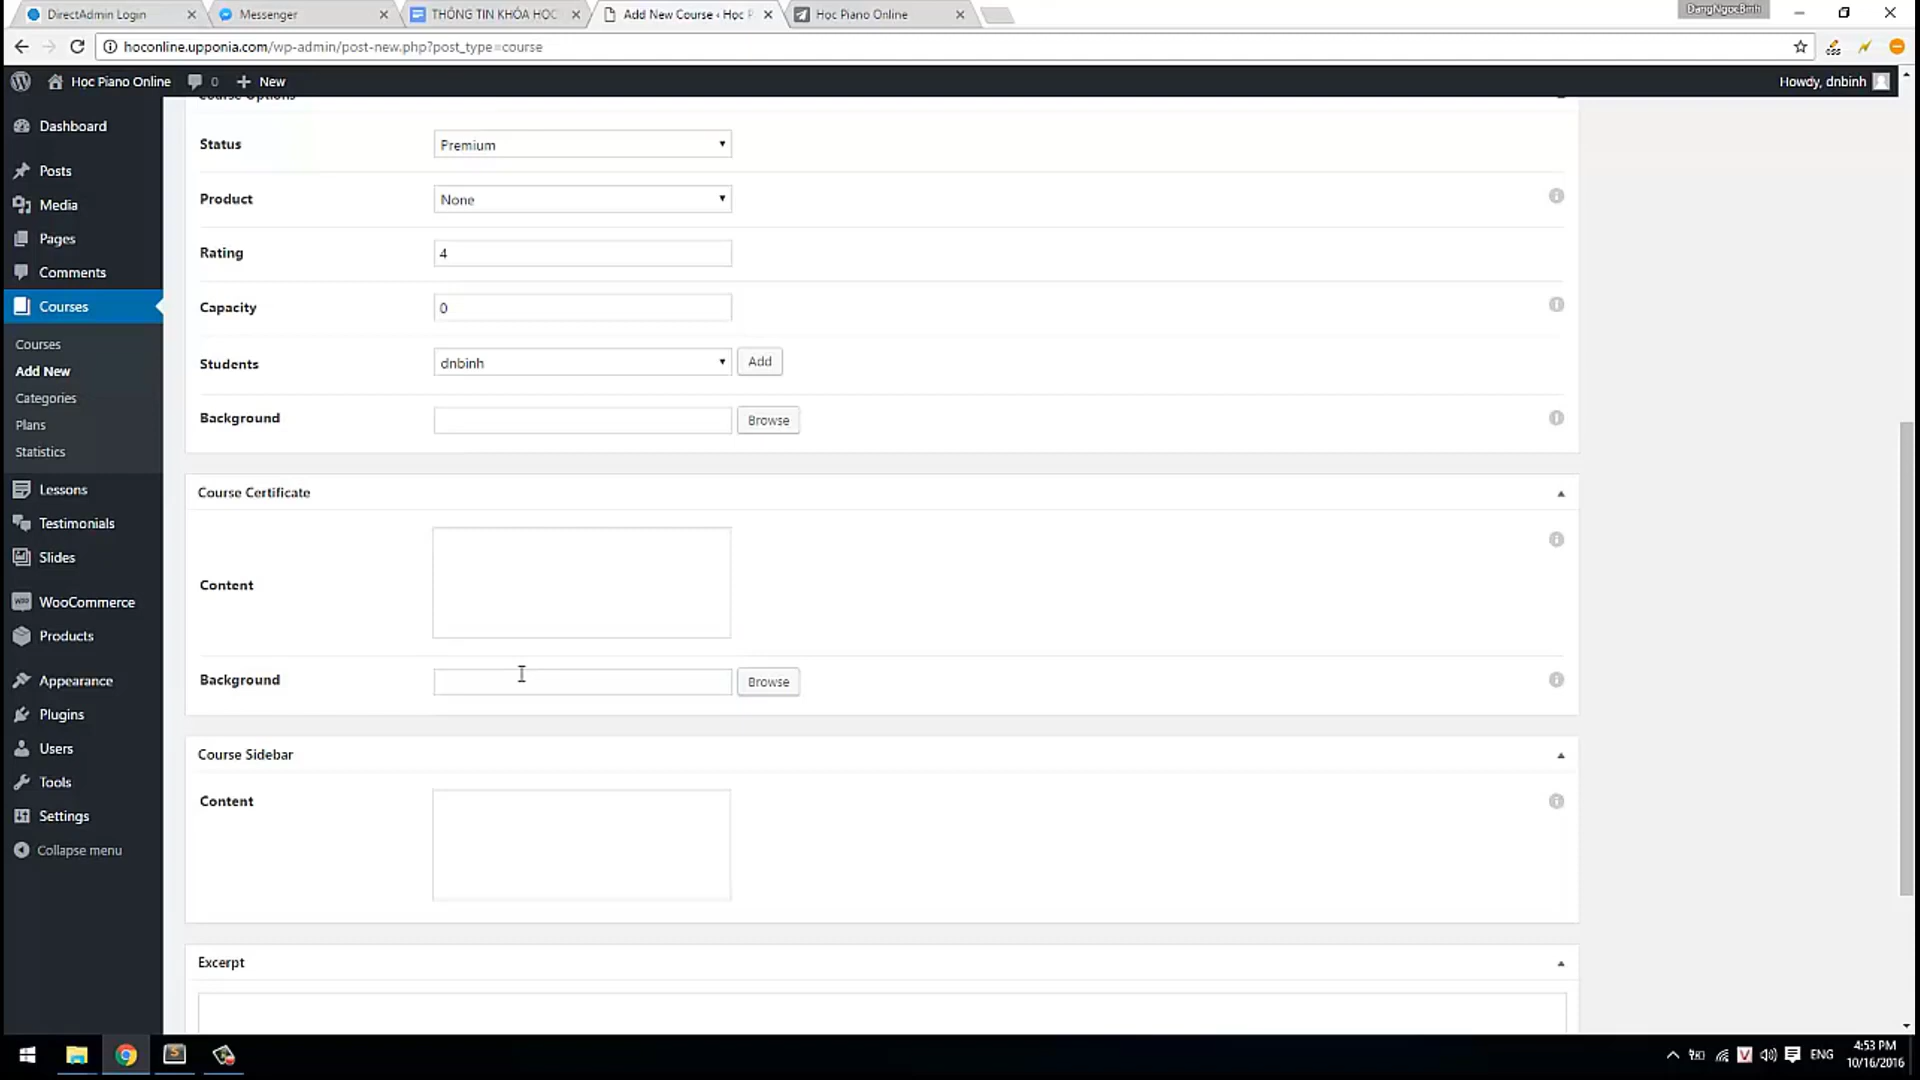 DirectAdmin Login
Messenger
THÔNG TIN KHÓA HỌC
Add New Course ‹ Học P
Học Piano Online
DangNgocBinh
hoconline.upponia.com/wp-admin/post-new.php?post_type=course
Học Piano Online
0
New
Howdy, dnbinh
Dashboard
Posts
Media
Pages
Comments
Courses
Courses
Add New
Categories
Plans
Statistics
Lessons
Testimonials
Slides
WooCommerce
Products
Appearance
Plugins
Users
Tools
Settings
Collapse menu
Course Options
Status
Premium
Product
None
Rating
4
Capacity
0
Students
dnbinh
Add
Background
Browse
Course Certificate
Content
Background
Browse
Course Sidebar
Content
Excerpt
ENG
4:53 PM
10/16/2016